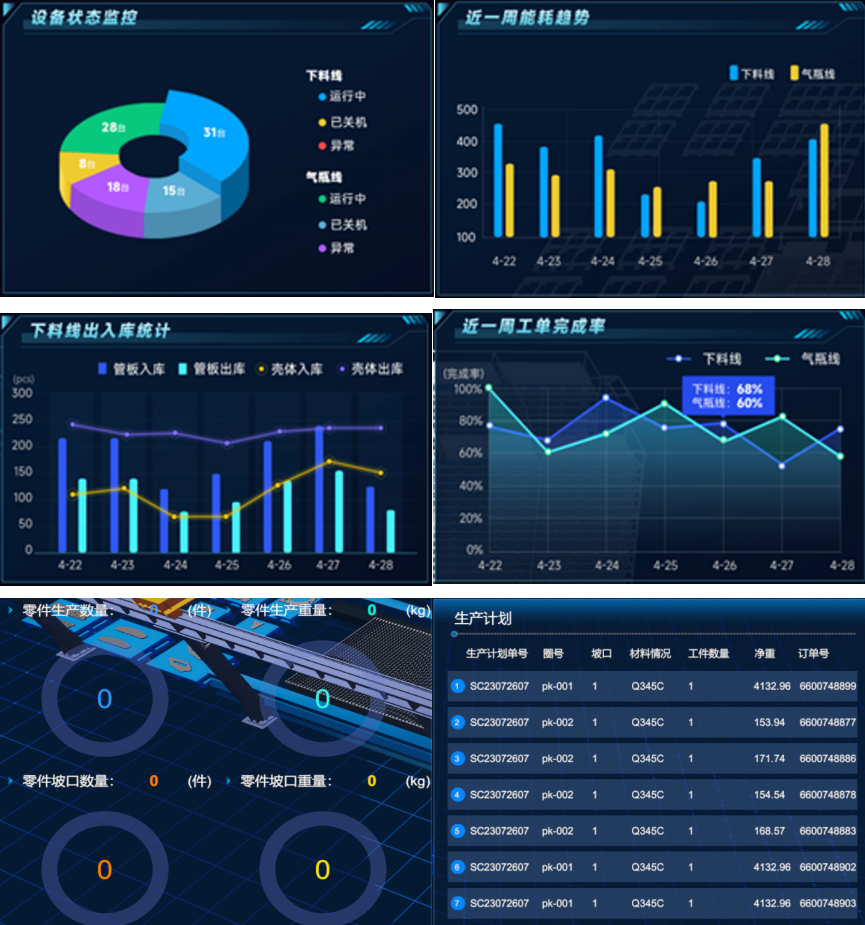 设备状态监控
下料线
运行中
已关机
异常
气瓶线
运行中
已关机
异常
28台
31台
8台
18台
15台
近一周能耗趋势
下料线 气瓶线
500
400
300
200
100
4-22 4-23 4-24 4-25 4-26 4-27 4-28
下料线出入库统计
管板入库 管板出库 壳体入库 壳体出库
(pcs)
300
250
200
150
100
50
0
4-22 4-23 4-24 4-25 4-26 4-27 4-28
近一周工单完成率
下料线 气瓶线
(完成率)
100%
80%
60%
40%
20%
0%
下料线: 68%
气瓶线: 60%
4-22 4-23 4-24 4-25 4-26 4-27 4-28
零件生产数量: 0 (件) 零件生产重量: 0 (kg)
0 0
零件坡口数量: 0 (件) 零件坡口重量: 0 (kg)
0 0
生产计划
生产计划单号 圈号 坡口 材料情况 工件数量 净重 订单号
1 SC23072607 pk-001 1 Q345C 1 4132.96 6600748899
2 SC23072607 pk-002 1 Q345C 1 153.94 6600748877
3 SC23072607 pk-002 1 Q345C 1 171.74 6600748886
4 SC23072607 pk-002 1 Q345C 1 154.54 6600748878
5 SC23072607 pk-002 1 Q345C 1 168.57 6600748883
6 SC23072607 pk-001 1 Q345C 1 4132.96 6600748902
7 SC23072607 pk-001 1 Q345C 1 4132.96 6600748903